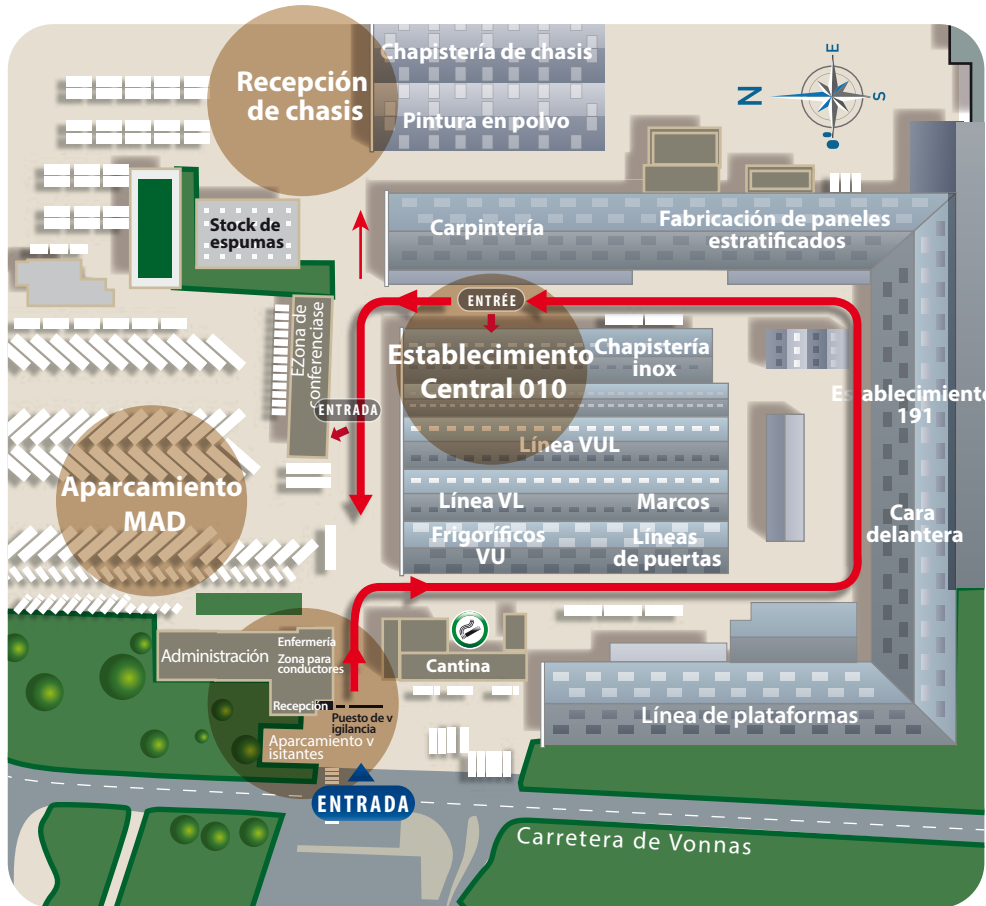 Chapistería de chasis
Recepción
de chasis
Pintura en polvo
E
N
S
O
Stock de
espumas
Carpintería
Fabricación de paneles
estratificados
ENTRÉE
EZona de
conferenciase
ENTRADA
Establecimiento
Central 010
Chapistería
inox
Establecimiento
191
Línea VUL
Aparcamiento
MAD
Línea VL
Marcos
Cara
delantera
Frigoríficos
VU
Líneas
de puertas
Administración
Enfermería
Zona para
conductores
Cantina
Recepción
Puesto de v
igilancia
Aparcamiento v
isitantes
Línea de plataformas
ENTRADA
Carretera de Vonnas